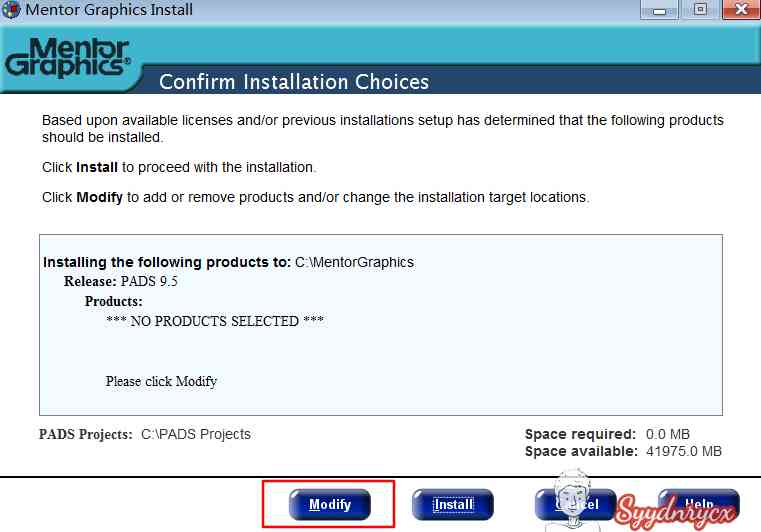 Mentor Graphics Install
Mentor
Graphics®
Confirm Installation Choices
Based upon available licenses and/or previous installations setup has determined that the following products
should be installed.
Click Install to proceed with the installation.
Click Modify to add or remove products and/or change the installation target locations.
Installing the following products to: C:\MentorGraphics
Release: PADS 9.5
Products:
*** NO PRODUCTS SELECTED ***
Please click Modify
PADS Projects: C:\PADS Projects
Space required: 0.0 MB
Space available: 41975.0 MB
Modify Install Cancel Help
Syydnrycx